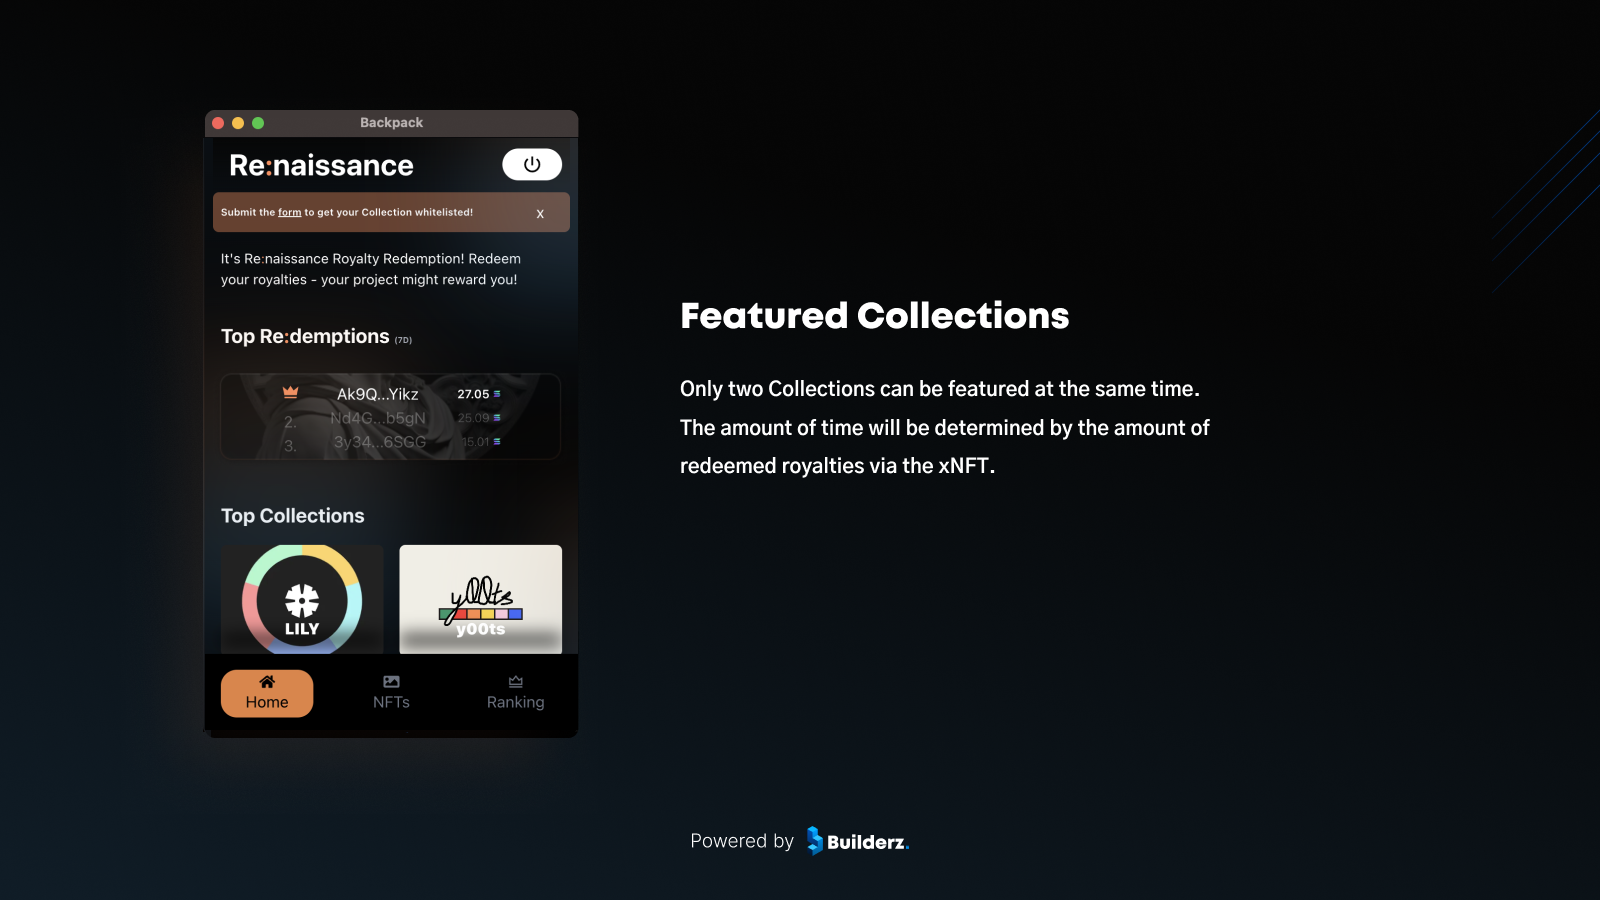 Backpack
Re:naissance
Submit the form to get your Collection whitelisted!
X
It's Re:naissance Royalty Redemption! Redeem
your royalties - your project might reward you!
Top Re:demptions (7D)
Ak9Q...Yikz 27.05
2. Nd4G...b5gN 25.09
3. 3y34...6SGG 15.01
Top Collections
LILY
y00ts
y00ts
Home
NFTs
Ranking
Featured Collections
Only two Collections can be featured at the same time.
The amount of time will be determined by the amount of
redeemed royalties via the xNFT.
Powered by Builderz.